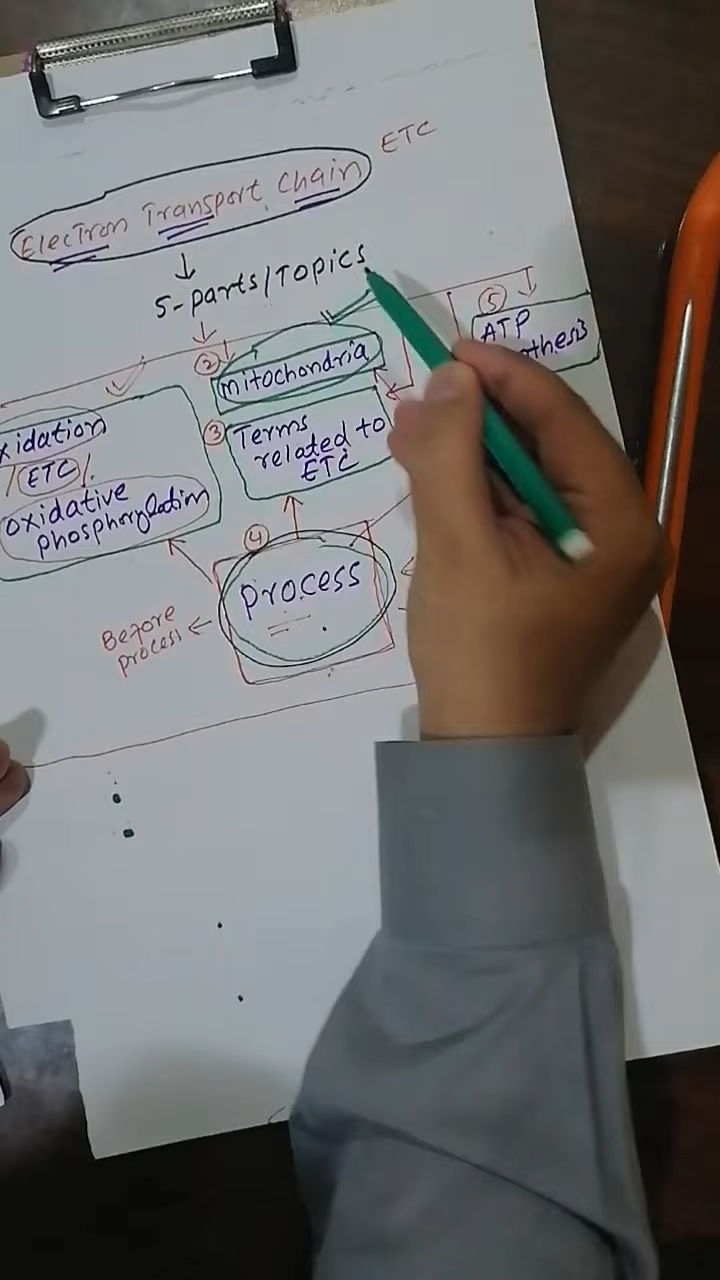 ETC
Electron Transport Chain
5-parts/Topics
②
mitochondria
⑤
ATP
xidation
/ETC/
oxidative
phosphorylation
③
Terms
related to
ETC
④
process
Before
process